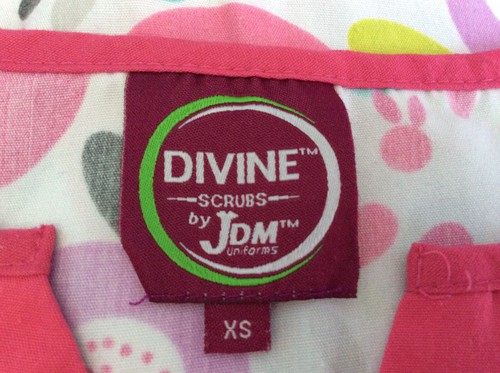 DIVINE™
SCRUBS
by JDM™
uniforms
XS